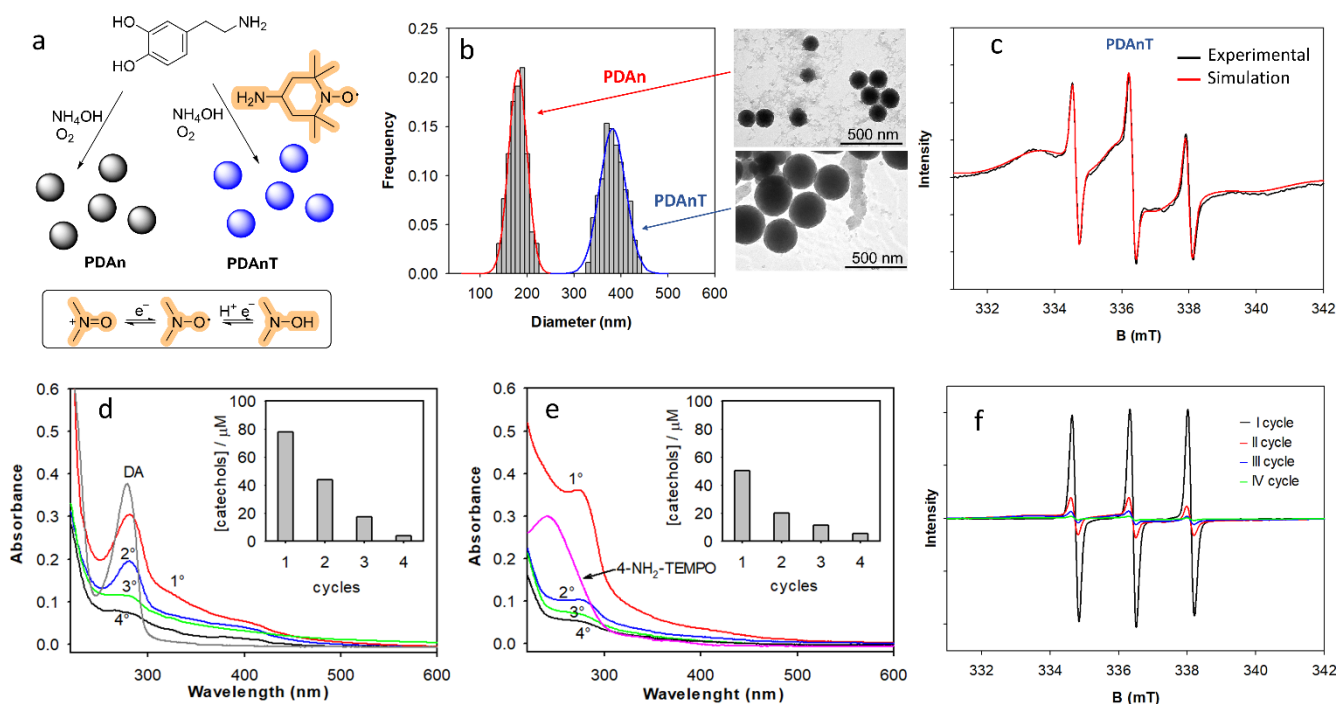 a
HO
NH2
HO
H2N
N
O•
NH4OH
O2
NH4OH
O2
PDAn
PDAnT
+N=O
e–
N
O•
H+ e–
N
OH
b
Frequency
0.25
0.20
0.15
0.10
0.05
0.00
PDAn
PDAnT
100 200 300 400 500 600
Diameter (nm)
500 nm
500 nm
c
PDAnT
Experimental
Simulation
Intensity
332 334 336 338 340 342
B (mT)
d
Absorbance
0.6
0.5
0.4
0.3
0.2
0.1
0.0
DA
1°
2°
3°
4°
[catechols] / µM
100
80
60
40
20
0
1 2 3 4
cycles
300 400 500 600
Wavelength (nm)
e
Absorbance
0.6
0.5
0.4
0.3
0.2
0.1
0.0
1°
2°
3°
4°
4-NH2-TEMPO
[catechols] / µM
100
80
60
40
20
0
1 2 3 4
cycles
300 400 500 600
Wavelenght (nm)
f
I cycle
II cycle
III cycle
IV cycle
Intensity
332 334 336 338 340 342
B (mT)